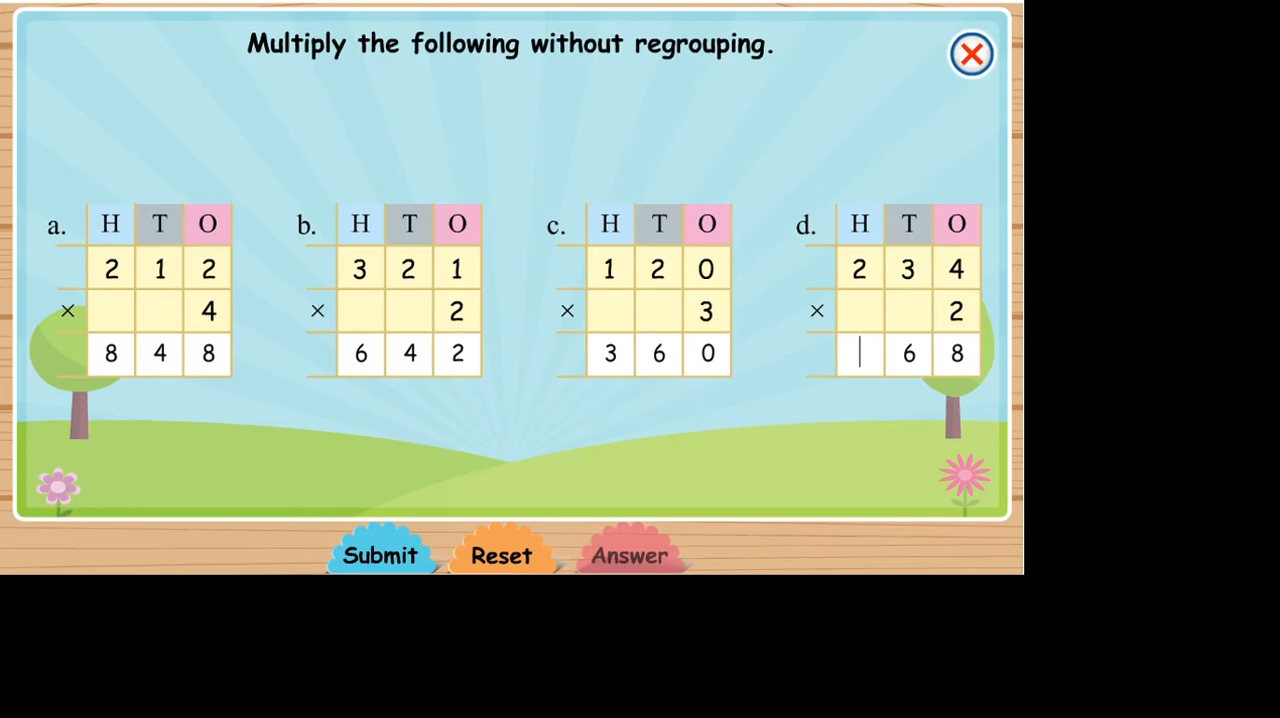 Multiply the following without regrouping.
a. H T O b. H T O c. H T O d. H T O
2 1 2 3 2 1 1 2 0 2 3 4
× 4 × 2 × 3 × 2
8 4 8 6 4 2 3 6 0 6 8
Submit Reset Answer